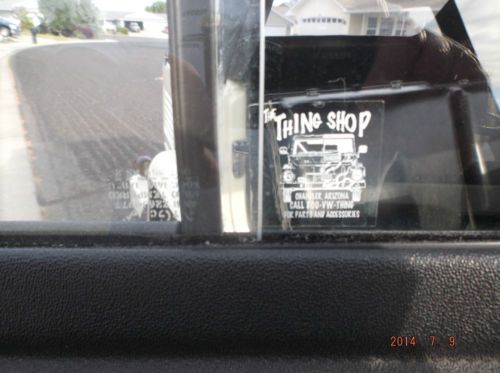 THE THING SHOP
CHANDLER, ARIZONA
CALL 800-VW-THING
FOR PARTS AND ACCESSORIES
2014 7 9